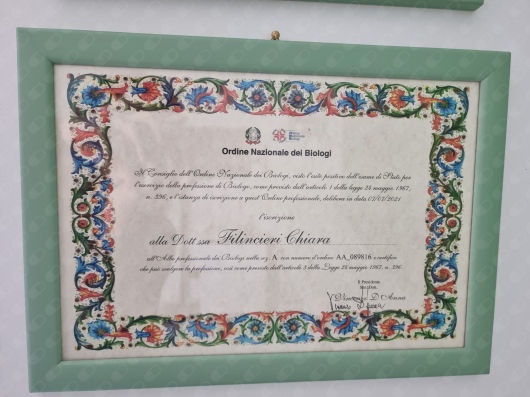 Ordine Nazionale dei Biologi
Il Consiglio dell'Ordine Nazionale dei Biologi, visto l'esito positivo dell'esame di Stato per
l'esercizio della professione di Biologo, come previsto dall'articolo 1 della legge 24 maggio 1967,
n. 396, e l'istanza di iscrizione a quest'Ordine professionale, delibera in data 17/07/2021
l'iscrizione
alla Dott.ssa Filincieri Chiara
all'Albo professionale dei Biologi nella sez. A con numero d'ordine AA_089816 e certifica
che può svolgere la professione, così come previsto dall'articolo 3 della Legge 24 maggio 1967, n. 396.
Il Presidente
D'Anna